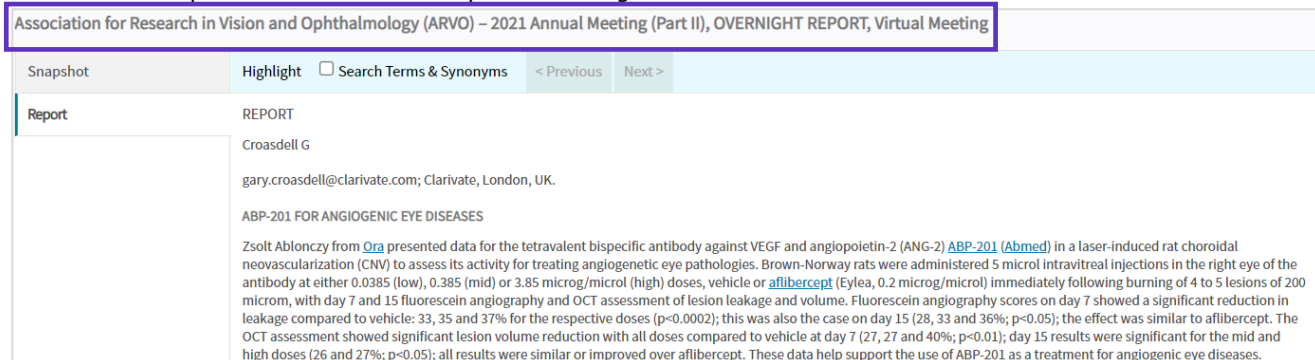 Association for Research in Vision and Ophthalmology (ARVO) – 2021 Annual Meeting (Part II), OVERNIGHT REPORT, Virtual Meeting
Snapshot
Highlight Search Terms & Synonyms < Previous Next >
Report
REPORT
Croasdell G
gary.croasdell@clarivate.com; Clarivate, London, UK.
ABP-201 FOR ANGIOGENIC EYE DISEASES
Zsolt Ablonczy from Ora presented data for the tetravalent bispecific antibody against VEGF and angiopoietin-2 (ANG-2) ABP-201 (Abmed) in a laser-induced rat choroidal
neovascularization (CNV) to assess its activity for treating angiogenetic eye pathologies. Brown-Norway rats were administered 5 microl intravitreal injections in the right eye of the
antibody at either 0.0385 (low), 0.385 (mid) or 3.85 microg/microl (high) doses, vehicle or aflibercept (Eylea, 0.2 microg/microl) immediately following burning of 4 to 5 lesions of 200
microm, with day 7 and 15 fluorescein angiography and OCT assessment of lesion leakage and volume. Fluorescein angiography scores on day 7 showed a significant reduction in
leakage compared to vehicle: 33, 35 and 37% for the respective doses (p<0.0002); this was also the case on day 15 (28, 33 and 36%; p<0.05); the effect was similar to aflibercept. The
OCT assessment showed significant lesion volume reduction with all doses compared to vehicle at day 7 (27, 27 and 40%; p<0.01); day 15 results were significant for the mid and
high doses (26 and 27%; p<0.05); all results were similar or improved over aflibercept. These data help support the use of ABP-201 as a treatment for angiogenic eye diseases.